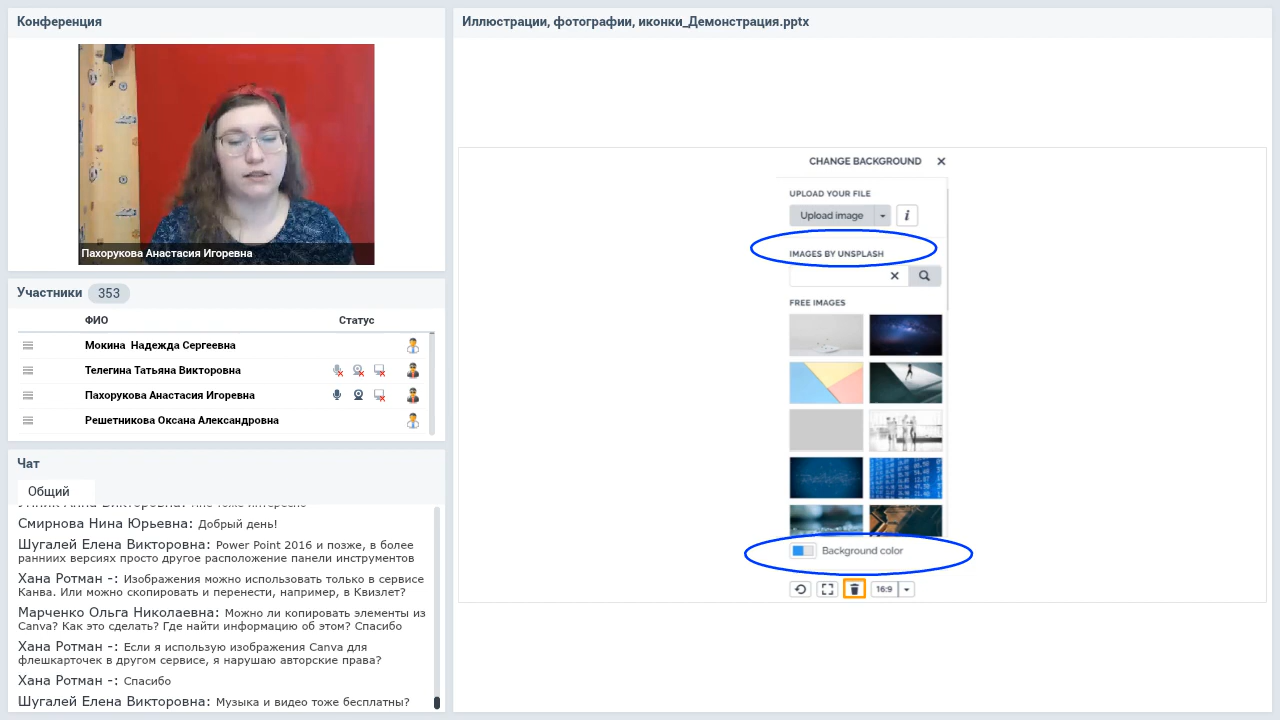 Конференция
Пахорукова Анастасия Игоревна
Участники 353
ФИО Статус
Мокина Надежда Сергеевна
Телегина Татьяна Викторовна
Пахорукова Анастасия Игоревна
Решетникова Оксана Александровна
Чат
Общий
Смирнова Нина Юрьевна: Добрый день!
Шугалей Елена Викторовна: Power Point 2016 и позже, в более
ранних версиях просто другое расположение панели инструментов
Хана Ротман -: Изображения можно использовать только в сервисе
Канва. Или можно копировать и перенести, например, в Квизлет?
Марченко Ольга Николаевна: Можно ли копировать элементы из
Canva? Как это сделать? Где найти информацию об этом? Спасибо
Хана Ротман -: Если я использую изображения Canva для
флешкарточек в другом сервисе, я нарушаю авторские права?
Хана Ротман -: Спасибо
Шугалей Елена Викторовна: Музыка и видео тоже бесплатны?
Иллюстрации, фотографии, иконки_Демонстрация.pptx
CHANGE BACKGROUND
UPLOAD YOUR FILE
Upload image i
IMAGES BY UNSPLASH
FREE IMAGES
Background color
16:9